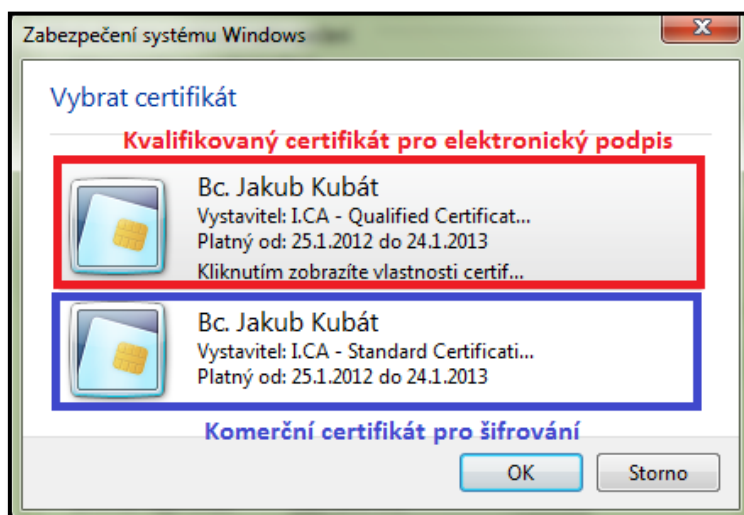 Zabezpečení systému Windows
Vybrat certifikát
Kvalifikovaný certifikát pro elektronický podpis
Bc. Jakub Kubát
Vystavitel: I.CA - Qualified Certificat...
Platný od: 25.1.2012 do 24.1.2013
Kliknutím zobrazíte vlastnosti certif...
Bc. Jakub Kubát
Vystavitel: I.CA - Standard Certificati...
Platný od: 25.1.2012 do 24.1.2013
Komerční certifikát pro šifrování
OK Storno